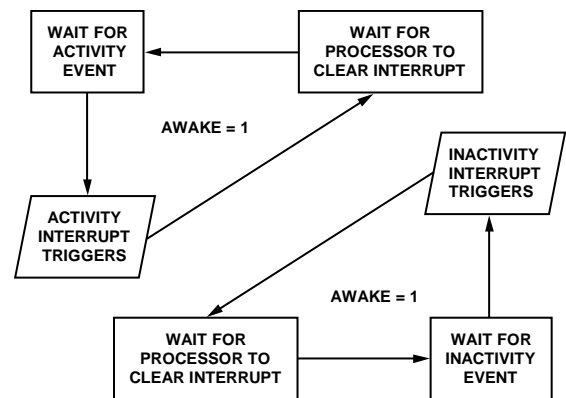 WAIT FOR
ACTIVITY
EVENT
WAIT FOR
PROCESSOR TO
CLEAR INTERRUPT
AWAKE = 1
INACTIVITY
INTERRUPT
TRIGGERS
ACTIVITY
INTERRUPT
TRIGGERS
AWAKE = 1
WAIT FOR
PROCESSOR TO
CLEAR INTERRUPT
WAIT FOR
INACTIVITY
EVENT